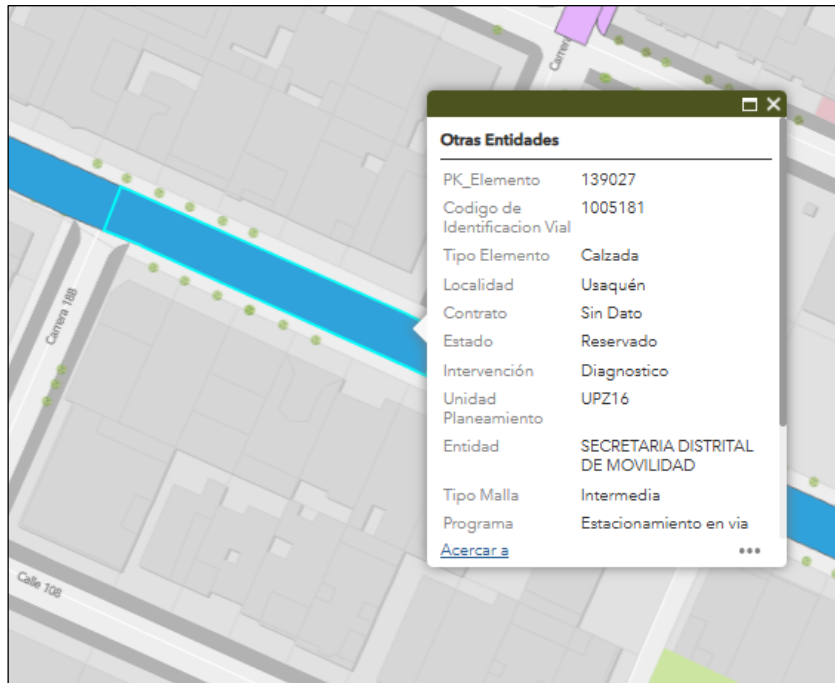 Carrera
Otras Entidades
PK_Elemento 139027
Codigo de 1005181
Identificacion Vial
Tipo Elemento Calzada
Localidad Usaquén
Contrato Sin Dato
Estado Reservado
Intervención Diagnostico
Unidad UPZ16
Planeamiento
Entidad SECRETARIA DISTRITAL
DE MOVILIDAD
Tipo Malla Intermedia
Programa Estacionamiento en via
Acercar a
Carrera 18B
Calle 108